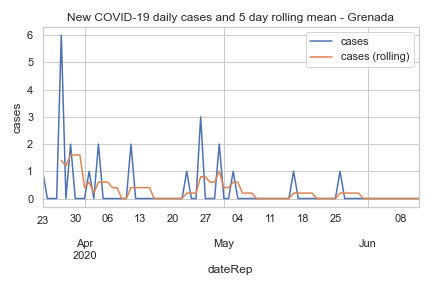 New COVID-19 daily cases and 5 day rolling mean - Grenada
cases
cases (rolling)
6
5
4
3
2
1
0
cases
23 30 06 13 20 27 04 11 18 25 08
Apr May Jun
2020
dateRep